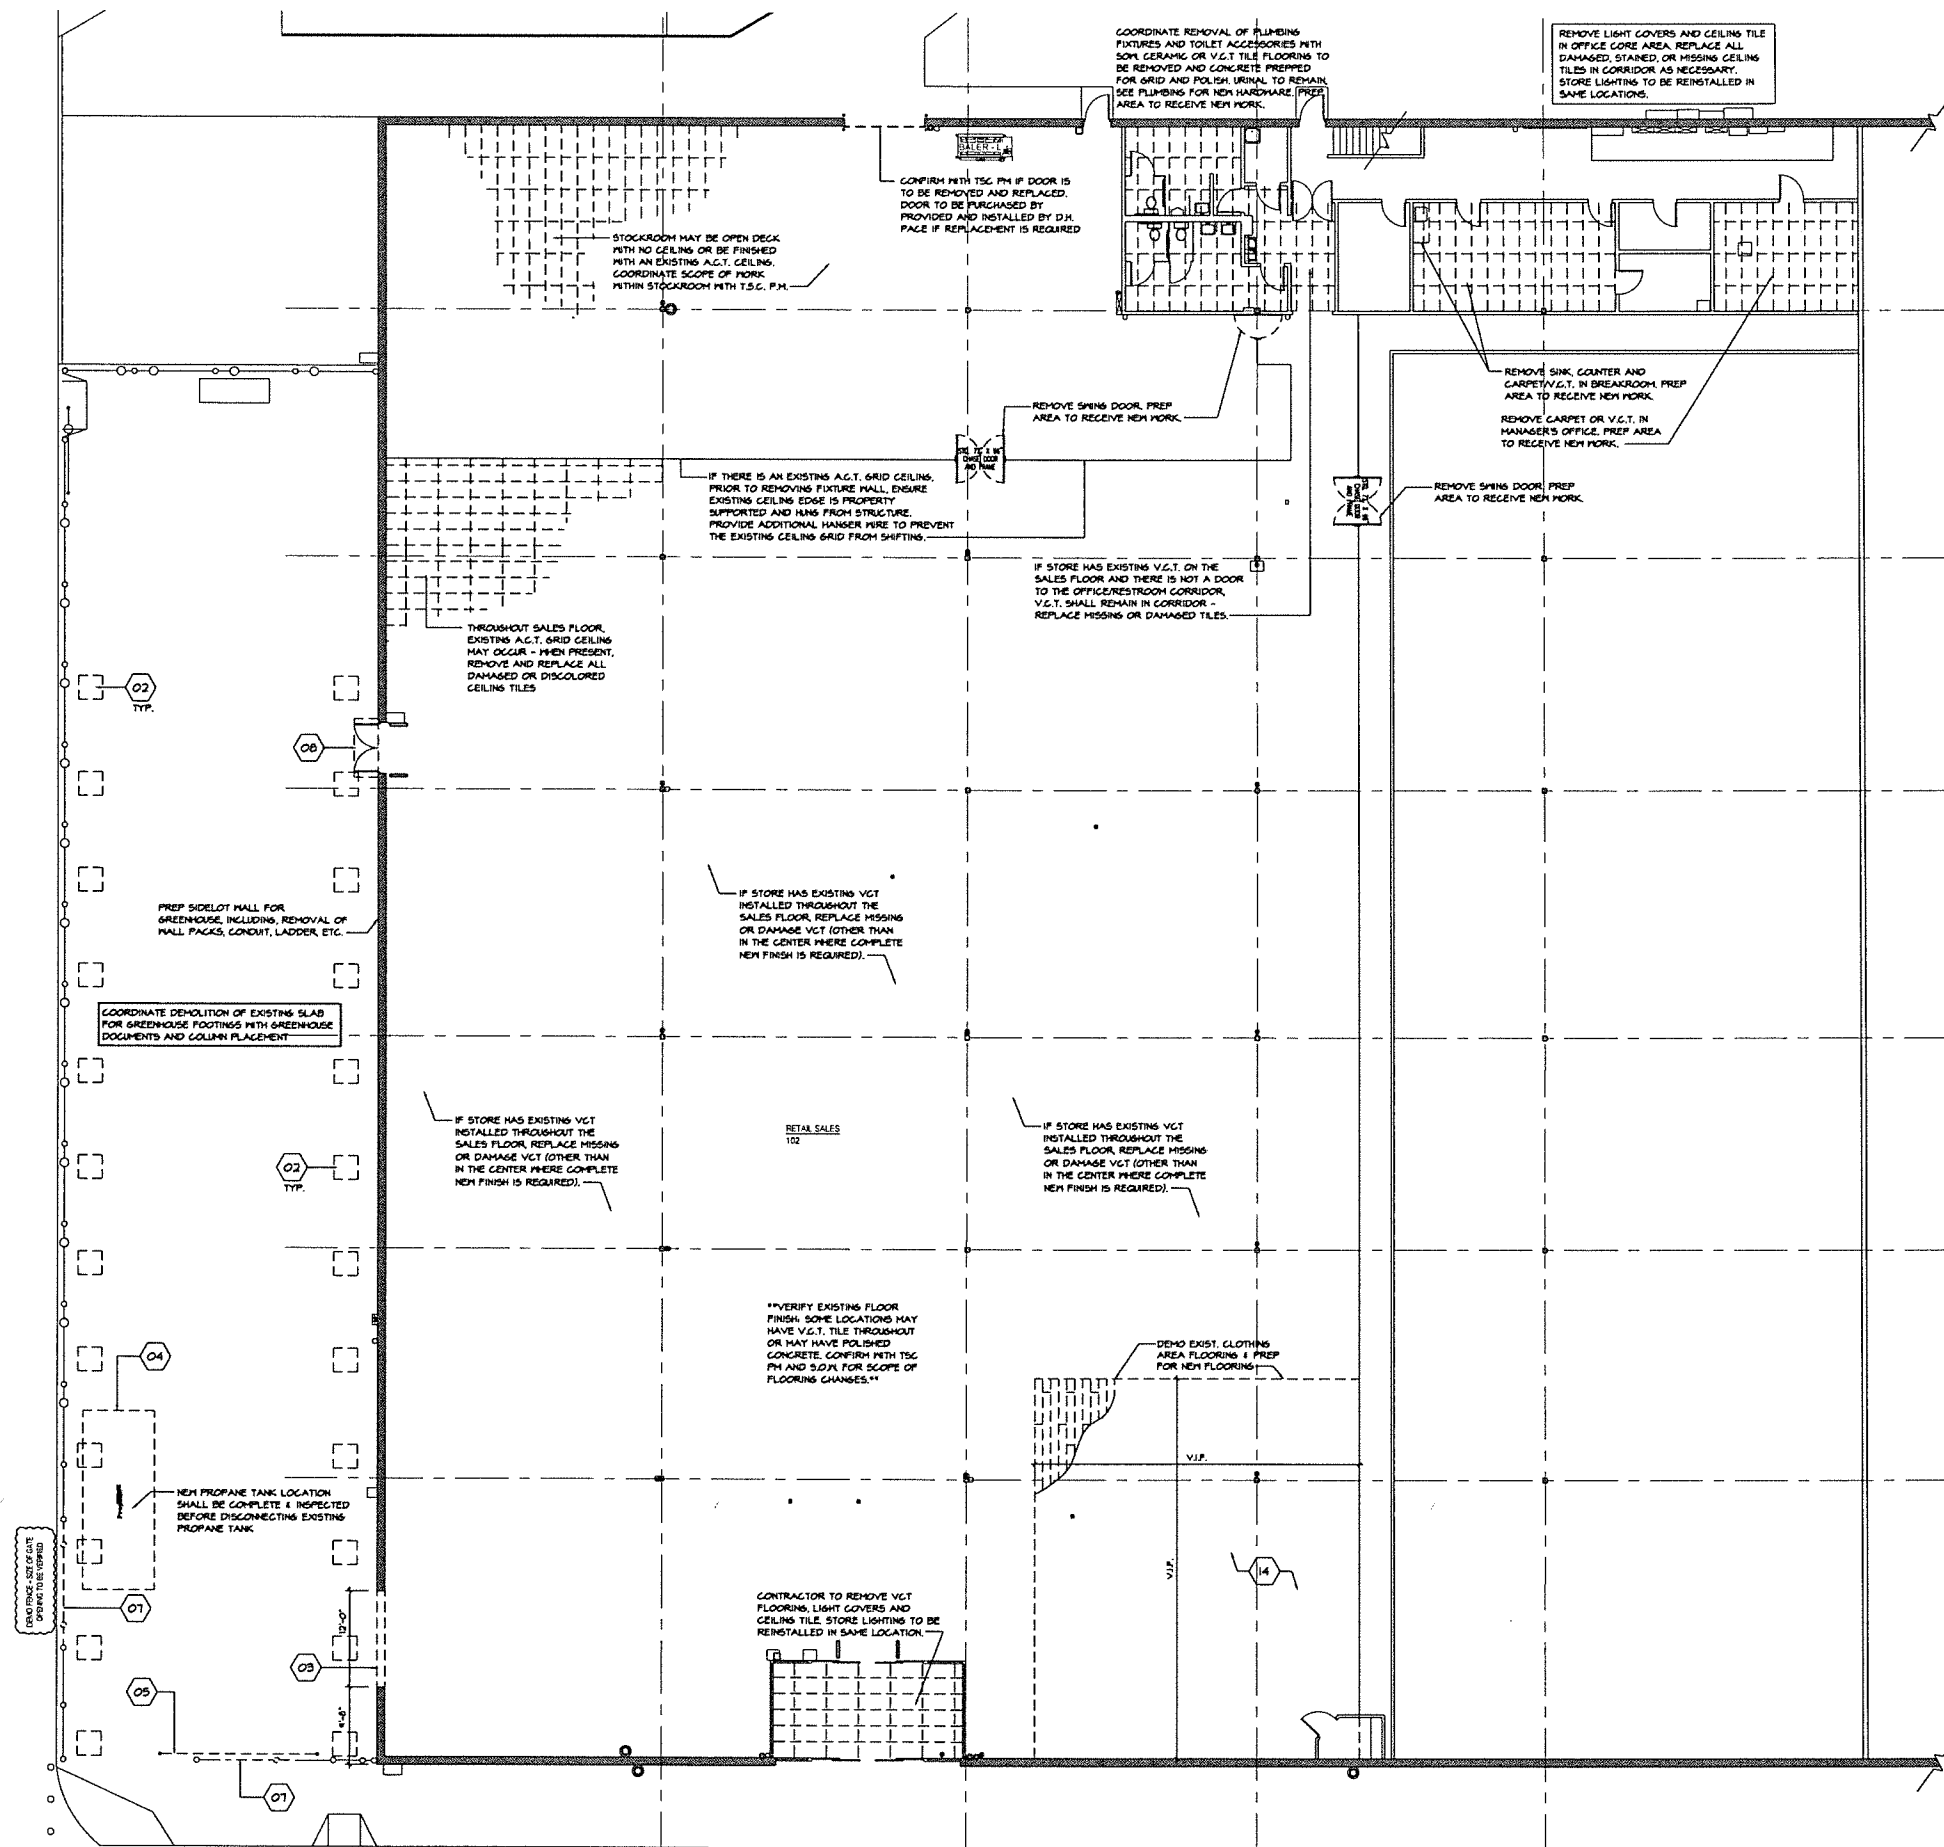 COORDINATE REMOVAL OF PLUMBING
FIXTURES AND TOILET ACCESSORIES WITH
SOW. CERAMIC OR V.C.T TILE FLOORING TO
BE REMOVED AND CONCRETE PREPPED
FOR GRID AND POLISH. URINAL TO REMAIN,
SEE PLUMBING FOR NEW HARDWARE. PREP
AREA TO RECEIVE NEW WORK.
REMOVE LIGHT COVERS AND CEILING TILE
IN OFFICE CORE AREA. REPLACE ALL
DAMAGED, STAINED, OR MISSING CEILING
TILES IN CORRIDOR AS NECESSARY.
STORE LIGHTING TO BE REINSTALLED IN
SAME LOCATIONS.
BALER - L
CONFIRM WITH TSC PM IF DOOR IS
TO BE REMOVED AND REPLACED.
DOOR TO BE PURCHASED BY
PROVIDED AND INSTALLED BY D.H.
PACE IF REPLACEMENT IS REQUIRED
STOCKROOM MAY BE OPEN DECK
WITH NO CEILING OR BE FINISHED
WITH AN EXISTING A.C.T. CEILING.
COORDINATE SCOPE OF WORK
WITHIN STOCKROOM WITH T.S.C. P.M.
REMOVE SINK, COUNTER AND
CARPET/V.C.T. IN BREAKROOM. PREP
AREA TO RECEIVE NEW WORK.
REMOVE CARPET OR V.C.T. IN
MANAGER'S OFFICE. PREP AREA
TO RECEIVE NEW WORK.
REMOVE SWING DOOR. PREP
AREA TO RECEIVE NEW WORK.
CHASE DOOR
AND FRAME
CHASE DOOR
AND FRAME
REMOVE SWING DOOR. PREP
AREA TO RECEIVE NEW WORK.
IF THERE IS AN EXISTING A.C.T. GRID CEILING,
PRIOR TO REMOVING FIXTURE WALL, ENSURE
EXISTING CEILING EDGE IS PROPERTY
SUPPORTED AND HUNG FROM STRUCTURE.
PROVIDE ADDITIONAL HANGER WIRE TO PREVENT
THE EXISTING CEILING GRID FROM SHIFTING.
IF STORE HAS EXISTING V.C.T. ON THE
SALES FLOOR AND THERE IS NOT A DOOR
TO THE OFFICE/RESTROOM CORRIDOR,
V.C.T. SHALL REMAIN IN CORRIDOR -
REPLACE MISSING OR DAMAGED TILES.
THROUGHOUT SALES FLOOR,
EXISTING A.C.T. GRID CEILING
MAY OCCUR - WHEN PRESENT,
REMOVE AND REPLACE ALL
DAMAGED OR DISCOLORED
CEILING TILES
02
TYP.
08
PREP SIDELOT WALL FOR
GREENHOUSE, INCLUDING, REMOVAL OF
WALL PACKS, CONDUIT, LADDER, ETC.
IF STORE HAS EXISTING VCT
INSTALLED THROUGHOUT THE
SALES FLOOR, REPLACE MISSING
OR DAMAGE VCT (OTHER THAN
IN THE CENTER WHERE COMPLETE
NEW FINISH IS REQUIRED).
COORDINATE DEMOLITION OF EXISTING SLAB
FOR GREENHOUSE FOOTINGS WITH GREENHOUSE
DOCUMENTS AND COLUMN PLACEMENT
IF STORE HAS EXISTING VCT
INSTALLED THROUGHOUT THE
SALES FLOOR, REPLACE MISSING
OR DAMAGE VCT (OTHER THAN
IN THE CENTER WHERE COMPLETE
NEW FINISH IS REQUIRED).
RETAIL SALES
102
IF STORE HAS EXISTING VCT
INSTALLED THROUGHOUT THE
SALES FLOOR, REPLACE MISSING
OR DAMAGE VCT (OTHER THAN
IN THE CENTER WHERE COMPLETE
NEW FINISH IS REQUIRED).
02
TYP.
**VERIFY EXISTING FLOOR
FINISH. SOME LOCATIONS MAY
HAVE V.C.T. TILE THROUGHOUT
OR MAY HAVE POLISHED
CONCRETE. CONFIRM WITH TSC
PM AND S.O.W. FOR SCOPE OF
FLOORING CHANGES.**
DEMO EXIST. CLOTHING
AREA FLOORING & PREP
FOR NEW FLOORING
04
V.I.F.
V.I.F.
NEW PROPANE TANK LOCATION
SHALL BE COMPLETE & INSPECTED
BEFORE DISCONNECTING EXISTING
PROPANE TANK
DEMO FENCE - SIZE OF GATE
OPENING TO BE VERIFIED
07
14
CONTRACTOR TO REMOVE VCT
FLOORING, LIGHT COVERS AND
CEILING TILE. STORE LIGHTING TO BE
REINSTALLED IN SAME LOCATION.
12'-0"
03
05
07